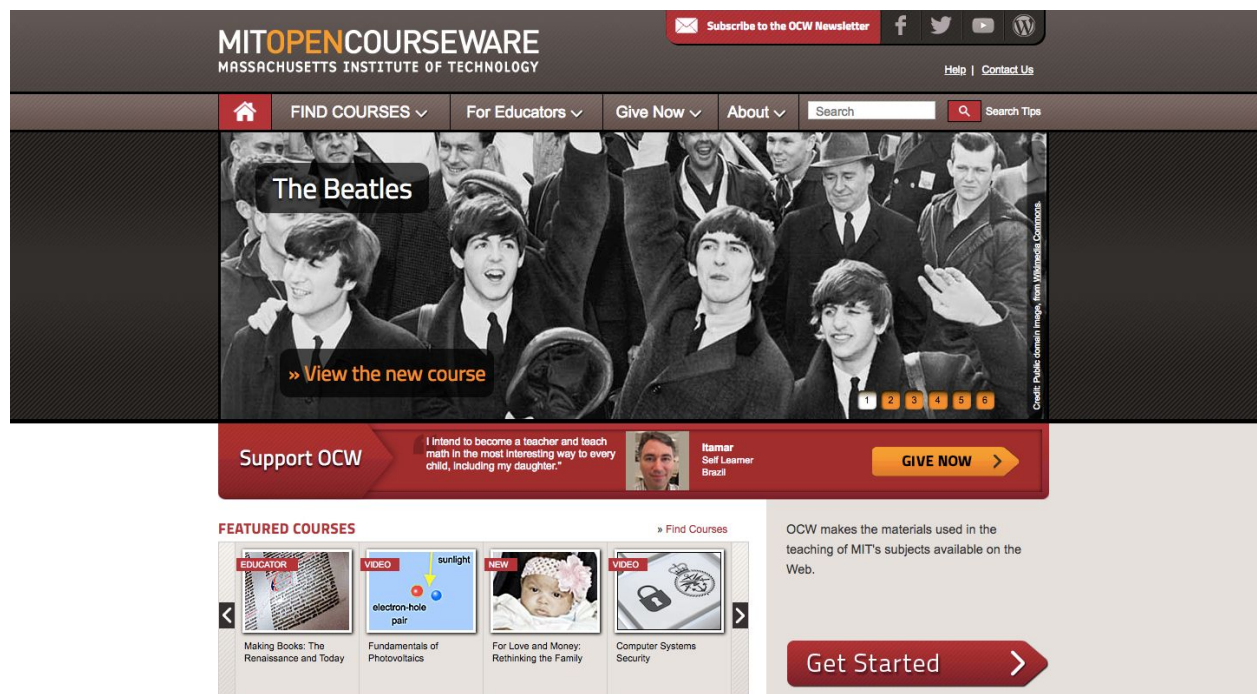 Subscribe to the OCW Newsletter
MITOPENCOURSEWARE
MASSACHUSETTS INSTITUTE OF TECHNOLOGY
Help | Contact Us
FIND COURSES For Educators Give Now About Search Search Tips
The Beatles
» View the new course
1 2 3 4 5 6
Credit: Public domain image, from Wikimedia Commons.
Support OCW
I intend to become a teacher and teach
math in the most interesting way to every
child, including my daughter."
Itamar
Self Learner
Brazil
GIVE NOW
FEATURED COURSES
» Find Courses
EDUCATOR
Making Books: The
Renaissance and Today
VIDEO
sunlight
electron-hole
pair
Fundamentals of
Photovoltaics
NEW
For Love and Money:
Rethinking the Family
VIDEO
Computer Systems
Security
OCW makes the materials used in the
teaching of MIT's subjects available on the
Web.
Get Started